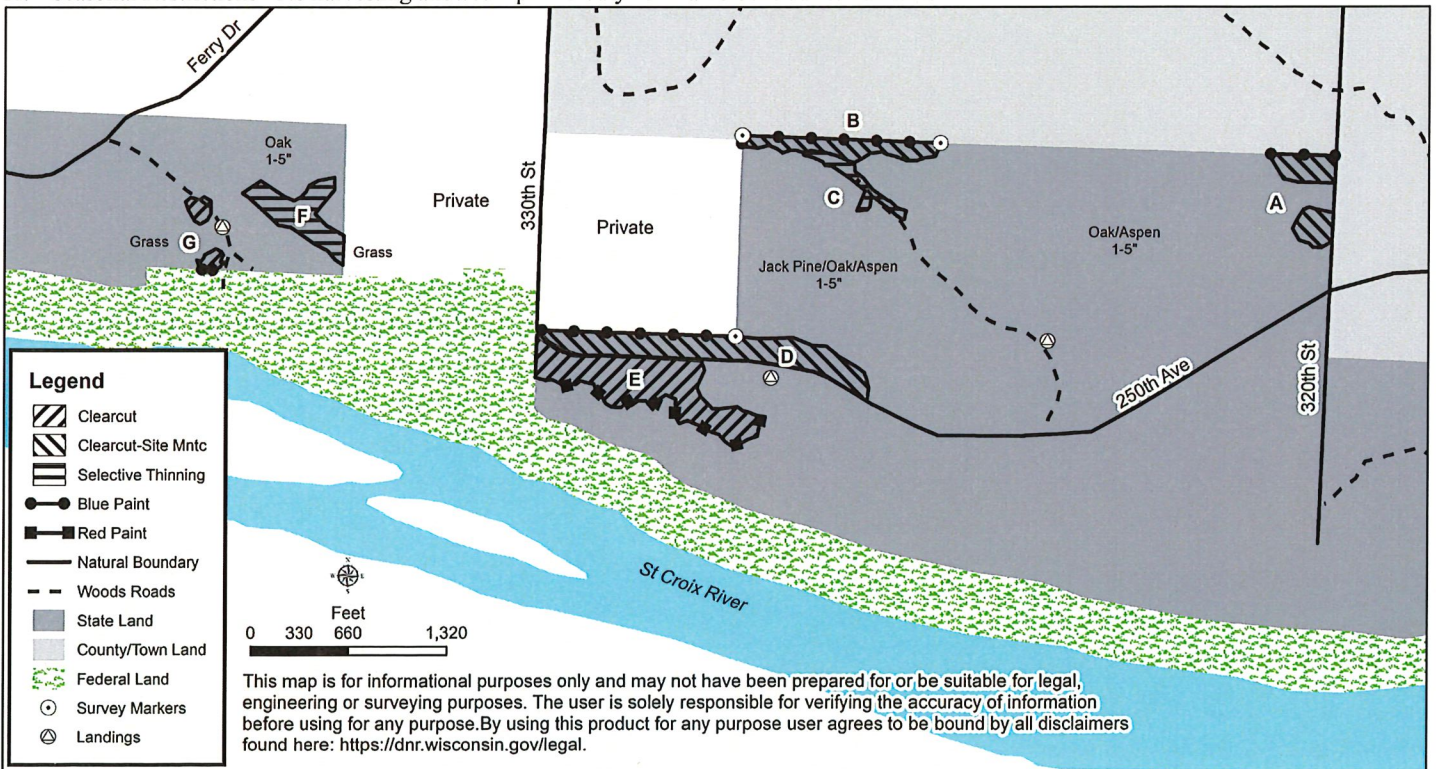 Ferry Dr
Oak
1-5"
Private
330th St
B
C
A
F
G
Grass
Grass
Private
Oak/Aspen
1-5"
Jack Pine/Oak/Aspen
1-5"
D
E
250th Ave
320th St
Legend
Clearcut
Clearcut-Site Mntc
Selective Thinning
Blue Paint
Red Paint
Natural Boundary
Woods Roads
State Land
County/Town Land
Federal Land
Survey Markers
Landings
N
W E
S
Feet
0 330 660 1,320
St Croix River
This map is for informational purposes only and may not have been prepared for or be suitable for legal,
engineering or surveying purposes. The user is solely responsible for verifying the accuracy of information
before using for any purpose.By using this product for any purpose user agrees to be bound by all disclaimers
found here: https://dnr.wisconsin.gov/legal.